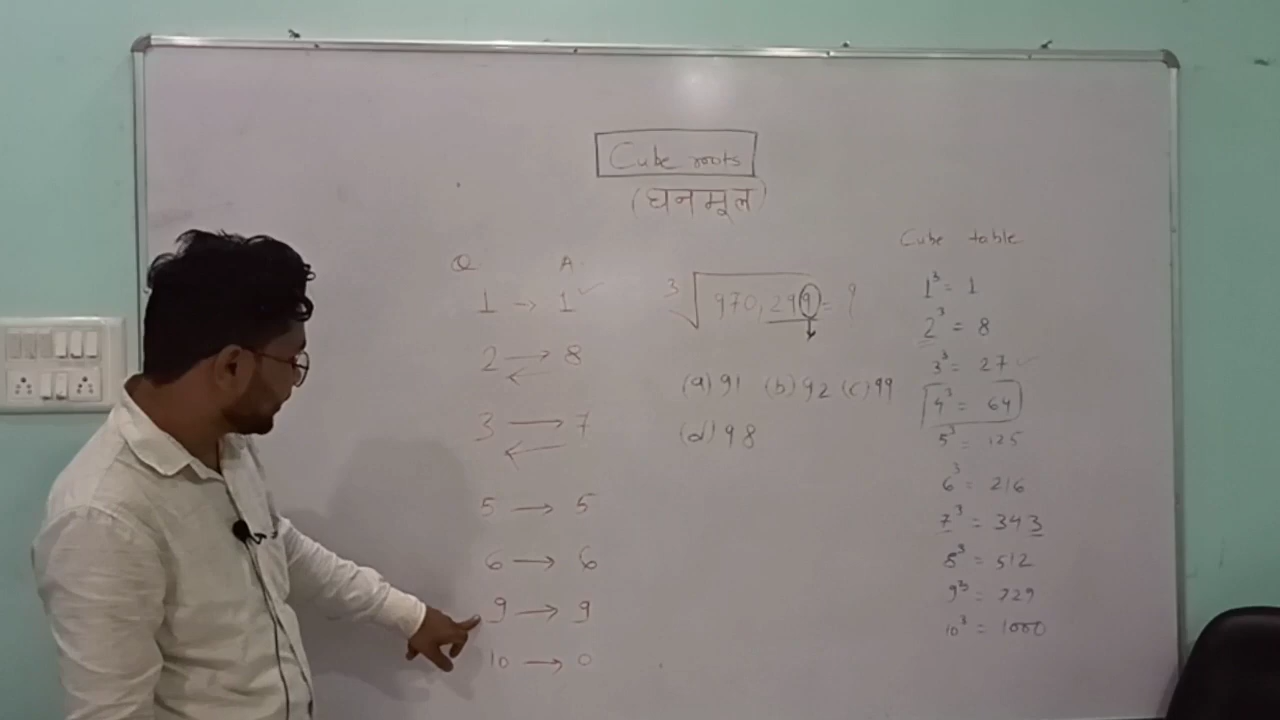 Cube roots
(घनमूल)
Q A
1 → 1 ✓
2 → 8
←
3 → 7
←
5 → 5
6 → 6
9 → 9
10 → 0
∛970,299 = ?
(a) 91 (b) 92 (c) 99
(d) 98
Cube table
1³ = 1
2³ = 8
3³ = 27 ✓
4³ = 64
5³ = 125
6³ = 216
7³ = 343
8³ = 512
9³ = 729
10³ = 1000